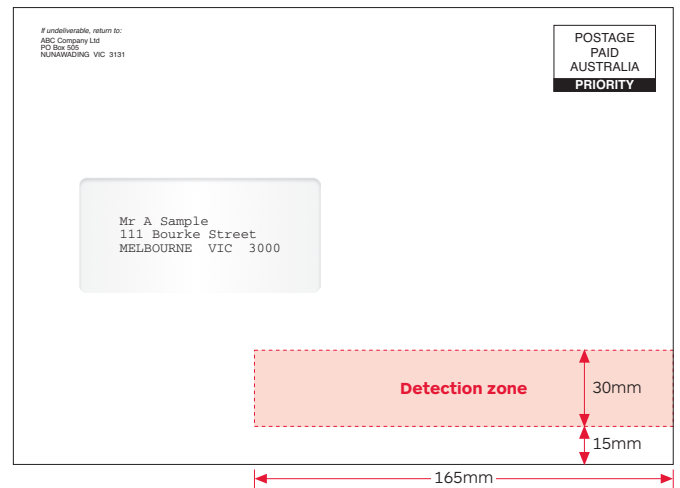 If undeliverable, return to:
ABC Company Ltd
PO Box 505
NUNAWADING VIC 3131
POSTAGE
PAID
AUSTRALIA
PRIORITY
Mr A Sample
111 Bourke Street
MELBOURNE VIC 3000
Detection zone
30mm
15mm
165mm